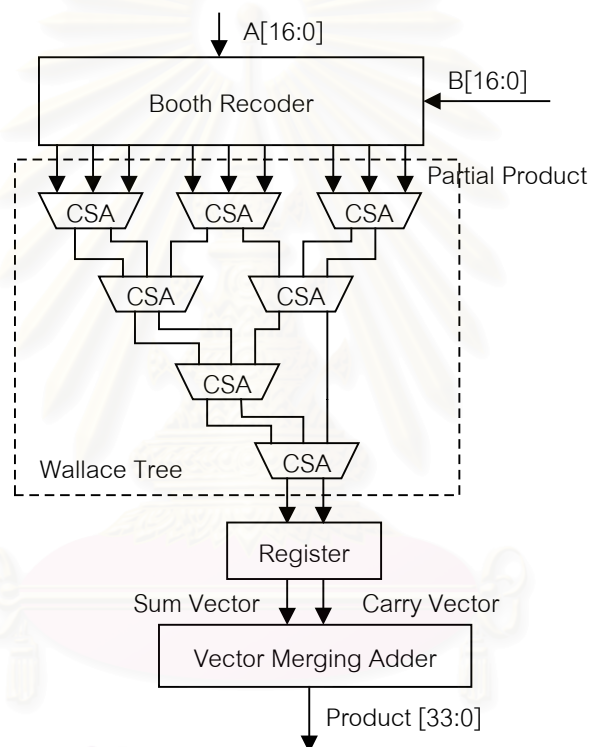 A[16:0]
B[16:0]
Booth Recoder
Partial Product
CSA CSA CSA
CSA CSA
CSA
CSA
Wallace Tree
Register
Sum Vector Carry Vector
Vector Merging Adder
Product [33:0]